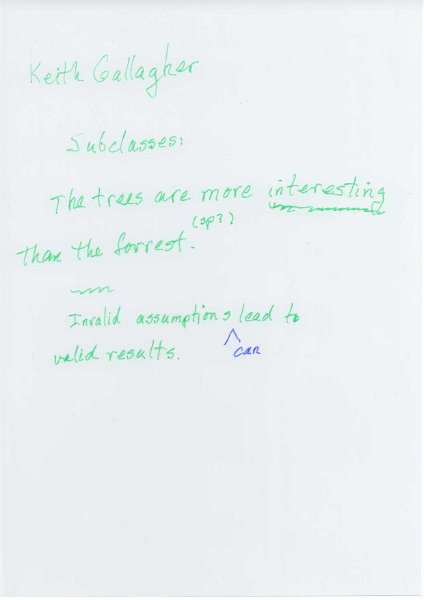 Keith Gallagher
Subclasses:
The trees are more interesting
(sp?)
than the forrest.
Invalid assumptions lead to
can
valid results.